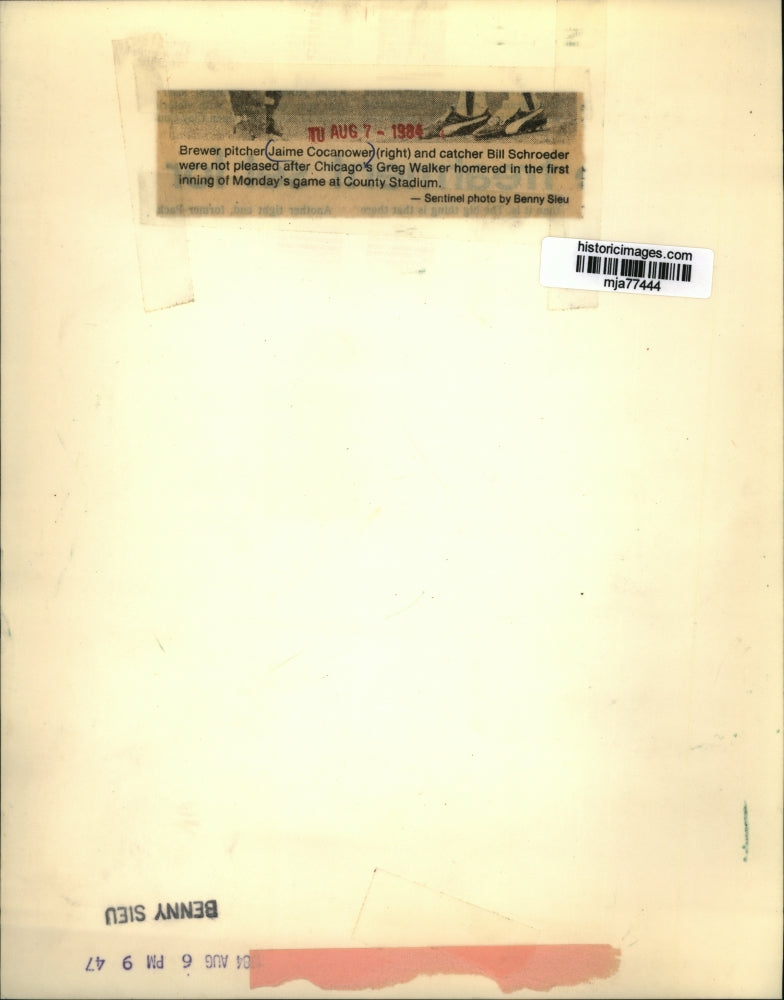 TU AUG 7 - 1984
Brewer pitcher Jaime Cocanower (right) and catcher Bill Schroeder
were not pleased after Chicago's Greg Walker homered in the first
inning of Monday's game at County Stadium.
— Sentinel photo by Benny Sieu
historicimages.com
mja77444
BENNY SIEU
AUG 6 PM 9 47